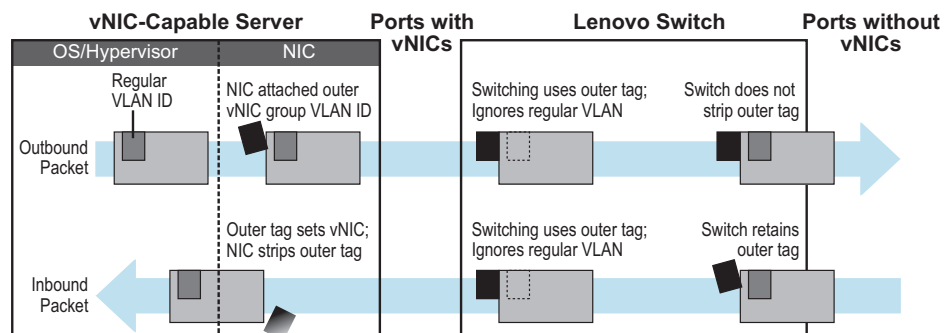 vNIC-Capable Server
Ports with
vNICs
Lenovo Switch
Ports without
vNICs
OS/Hypervisor
NIC
Regular
VLAN ID
NIC attached outer
vNIC group VLAN ID
Switching uses outer tag;
Ignores regular VLAN
Switch does not
strip outer tag
Outbound
Packet
Outer tag sets vNIC;
NIC strips outer tag
Switching uses outer tag;
Ignores regular VLAN
Switch retains
outer tag
Inbound
Packet